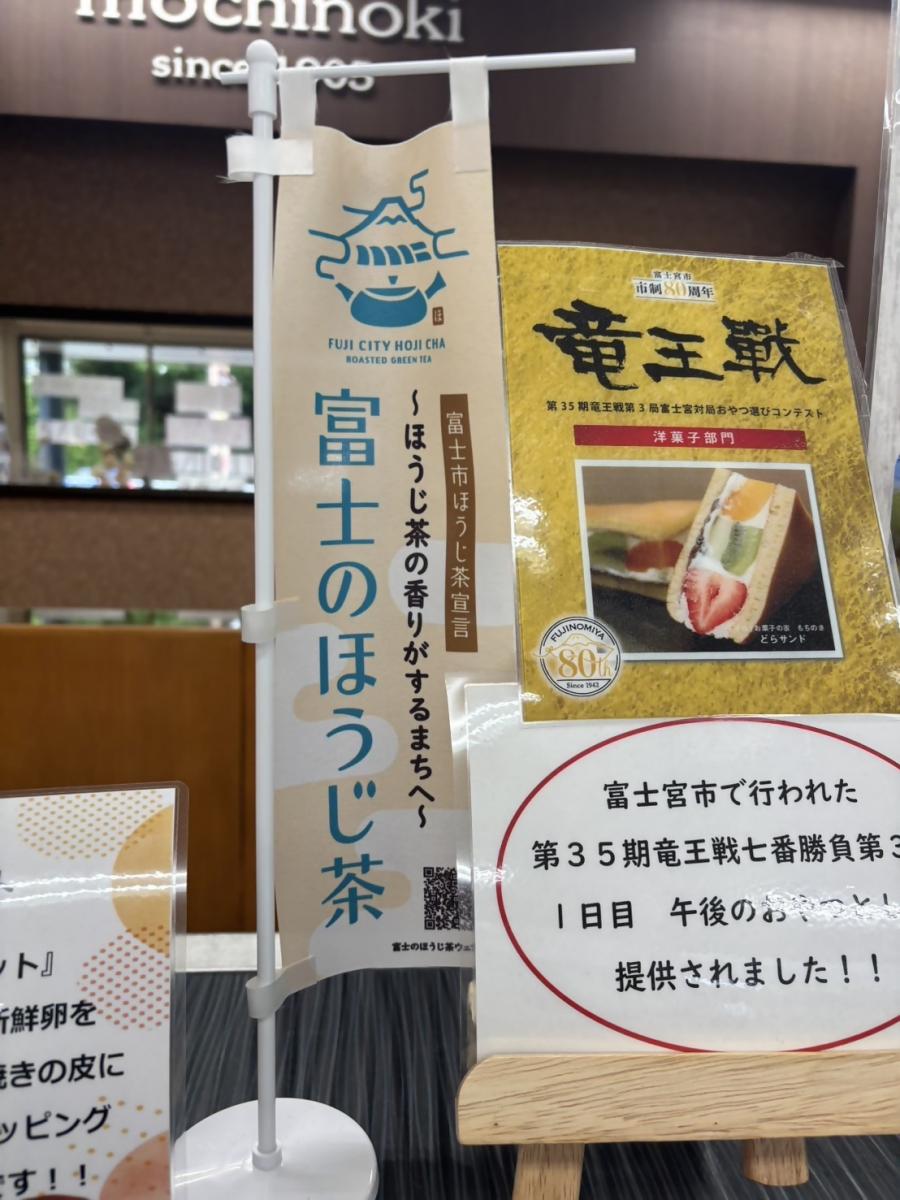 mochinoki
since 1905
FUJI CITY HOJI CHA
ROASTED GREEN TEA
ほ
富士市ほうじ茶宣言
～ほうじ茶の香りがするまちへ～
富士のほうじ茶
富士のほうじ茶ウェ
富士宮市
市制80周年
竜王戦
第35期竜王戦第3局富士宮対局おやつ選びコンテスト
洋菓子部門
お菓子の家 もちのき
どらサンド
FUJINOMIYA
80th
Since 1942
富士宮市で行われた
第35期竜王戦七番勝負第3
1日目 午後のおやつとし
提供されました！！
ット』
新鮮卵を
焼きの皮に
ッピング
です！！